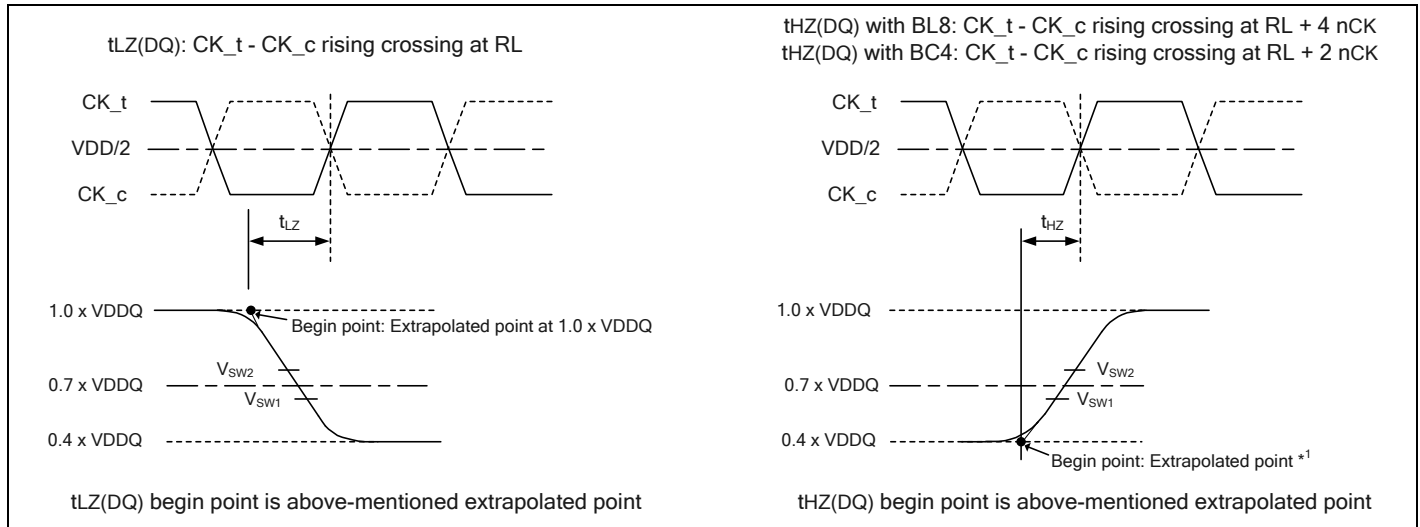 tLZ(DQ): CK_t - CK_c rising crossing at RL
CK_t
VDD/2
CK_c
tLZ
1.0 x VDDQ
Begin point: Extrapolated point at 1.0 x VDDQ
VSW2
0.7 x VDDQ
VSW1
0.4 x VDDQ
tLZ(DQ) begin point is above-mentioned extrapolated point
tHZ(DQ) with BL8: CK_t - CK_c rising crossing at RL + 4 nCK
tHZ(DQ) with BC4: CK_t - CK_c rising crossing at RL + 2 nCK
CK_t
VDD/2
CK_c
tHZ
1.0 x VDDQ
VSW2
0.7 x VDDQ
VSW1
0.4 x VDDQ
Begin point: Extrapolated point *1
tHZ(DQ) begin point is above-mentioned extrapolated point